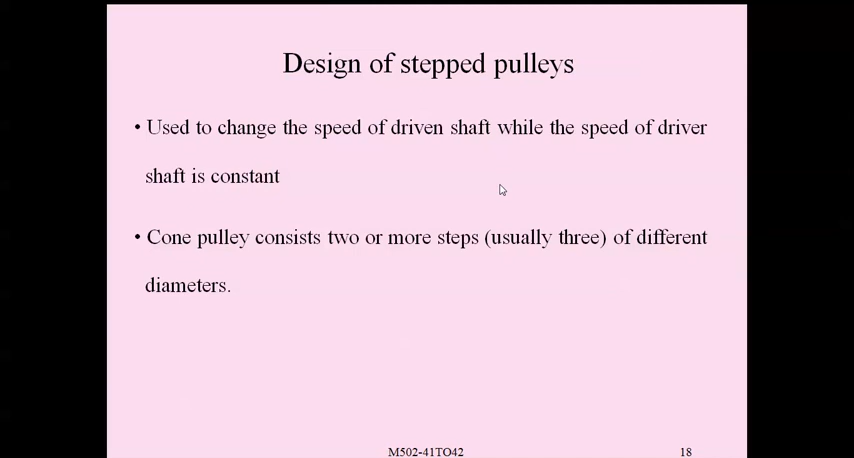 Design of stepped pulleys
• Used to change the speed of driven shaft while the speed of driver
shaft is constant
• Cone pulley consists two or more steps (usually three) of different
diameters.
M502-41TO42
18